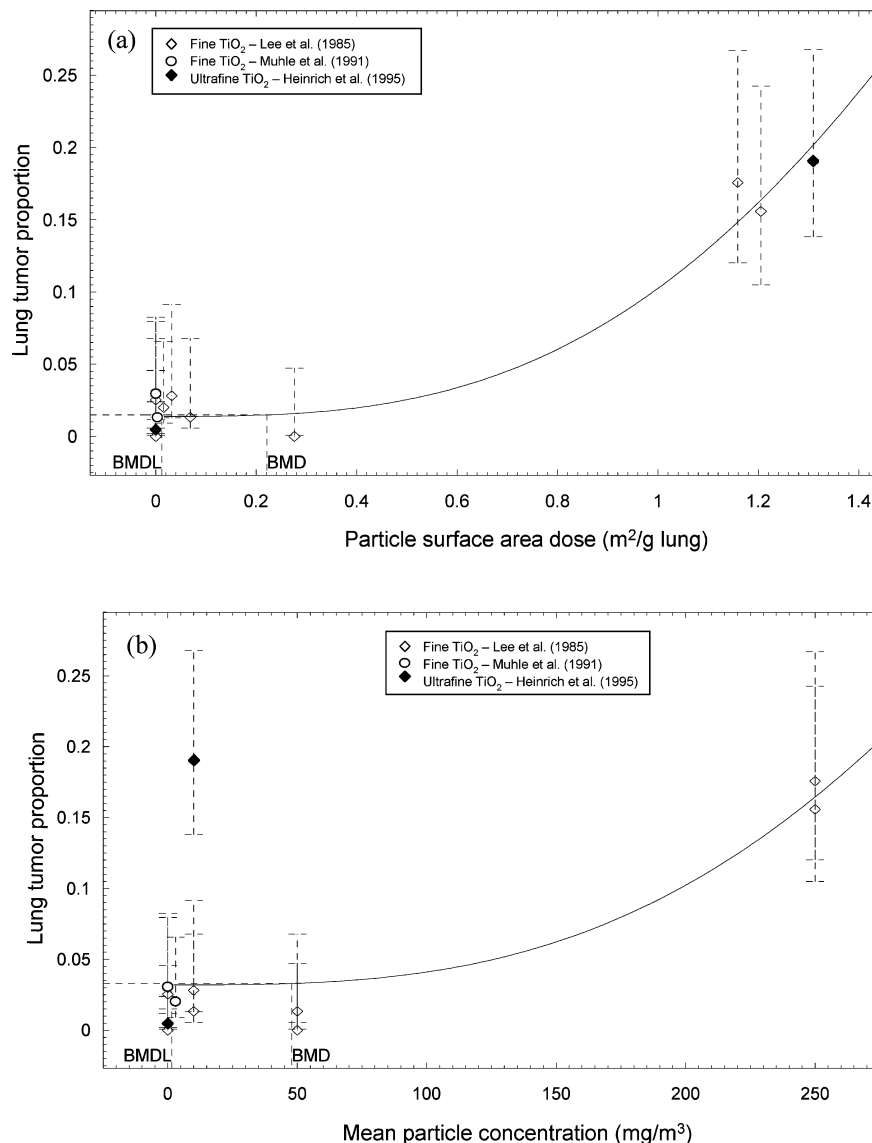 (a)
◇ Fine TiO₂ – Lee et al. (1985)
○ Fine TiO₂ – Muhle et al. (1991)
◆ Ultrafine TiO₂ – Heinrich et al. (1995)
Lung tumor proportion
0.25
0.2
0.15
0.1
0.05
0
BMDL
BMD
0 0.2 0.4 0.6 0.8 1 1.2 1.4
Particle surface area dose (m²/g lung)
(b)
◇ Fine TiO₂ – Lee et al. (1985)
○ Fine TiO₂ – Muhle et al. (1991)
◆ Ultrafine TiO₂ – Heinrich et al. (1995)
Lung tumor proportion
0.25
0.2
0.15
0.1
0.05
0
BMDL
BMD
0 50 100 150 200 250
Mean particle concentration (mg/m³)